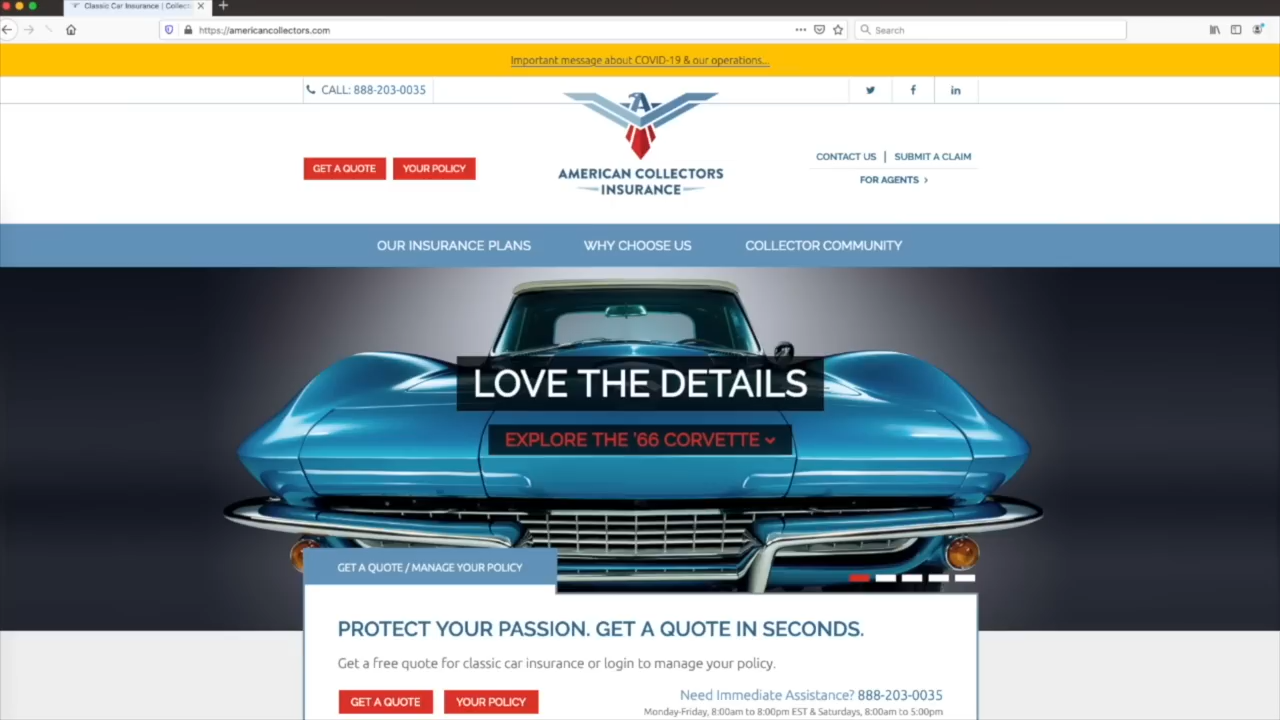 Classic Car Insurance | Collect
https://americancollectors.com
Search
Important message about COVID-19 & our operations...
CALL: 888-203-0035
GET A QUOTE
YOUR POLICY
A
AMERICAN COLLECTORS
INSURANCE
CONTACT US | SUBMIT A CLAIM
FOR AGENTS
OUR INSURANCE PLANS
WHY CHOOSE US
COLLECTOR COMMUNITY
LOVE THE DETAILS
EXPLORE THE '66 CORVETTE
GET A QUOTE / MANAGE YOUR POLICY
PROTECT YOUR PASSION. GET A QUOTE IN SECONDS.
Get a free quote for classic car insurance or login to manage your policy.
GET A QUOTE
YOUR POLICY
Need Immediate Assistance? 888-203-0035
Monday-Friday, 8:00am to 8:00pm EST & Saturdays, 8:00am to 5:00pm